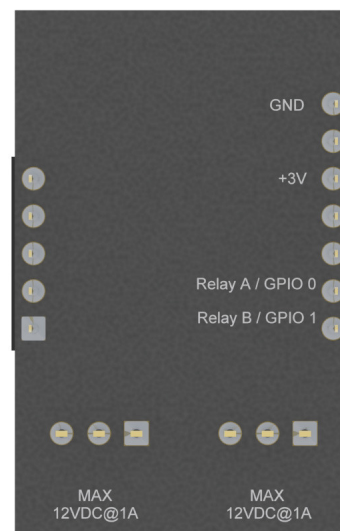 GND
+3V
Relay A / GPIO 0
Relay B / GPIO 1
MAX
12VDC@1A
MAX
12VDC@1A